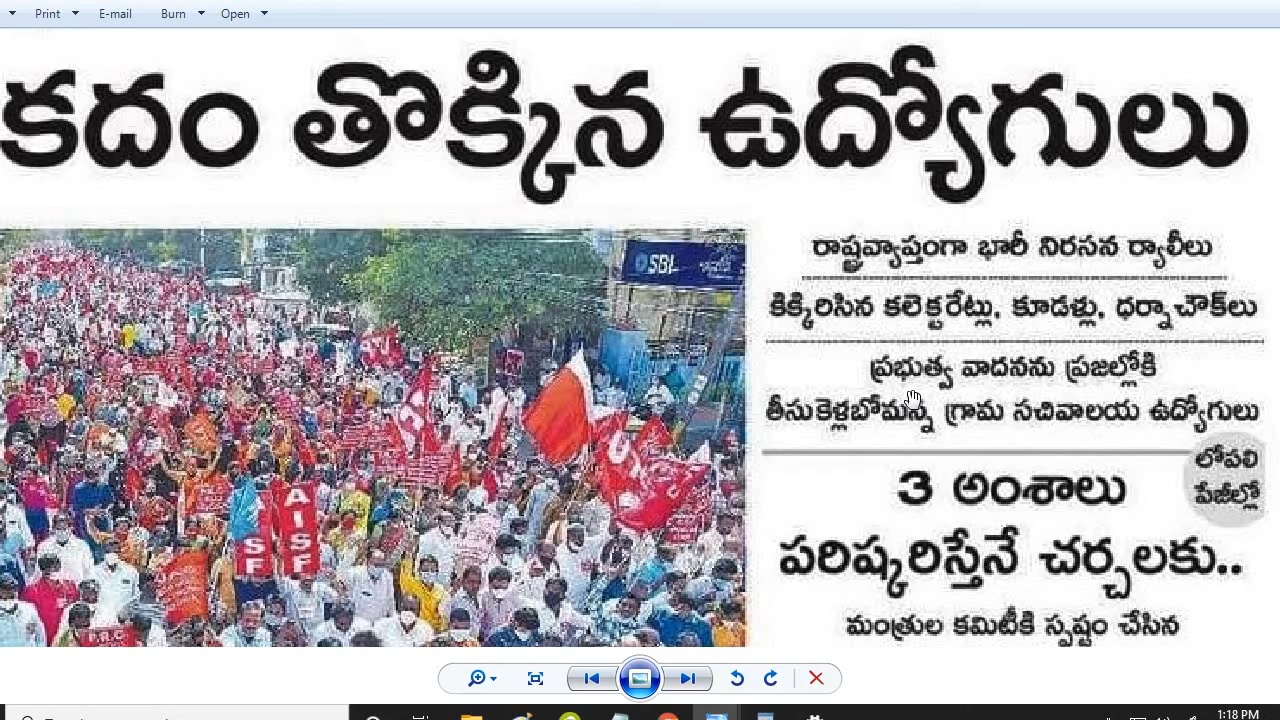 Print
E-mail
Burn
Open
కదం తొక్కిన ఉద్యోగులు
రాష్ట్రవ్యాప్తంగా భారీ నిరసన ర్యాలీలు
కిక్కిరిసిన కలెక్టరేట్లు, కూడళ్లు, ధర్నాచౌక్‌లు
ప్రభుత్వ వాదనను ప్రజల్లోకి
తీసుకెళ్లబోమన్న గ్రామ సచివాలయ ఉద్యోగులు
లోపలి
పేజీల్లో
3 అంశాలు
పరిష్కరిస్తేనే చర్చలకు..
మంత్రుల కమిటీకి స్పష్టం చేసిన
SBI
AISF
SF
P.R.C
1:18 PM